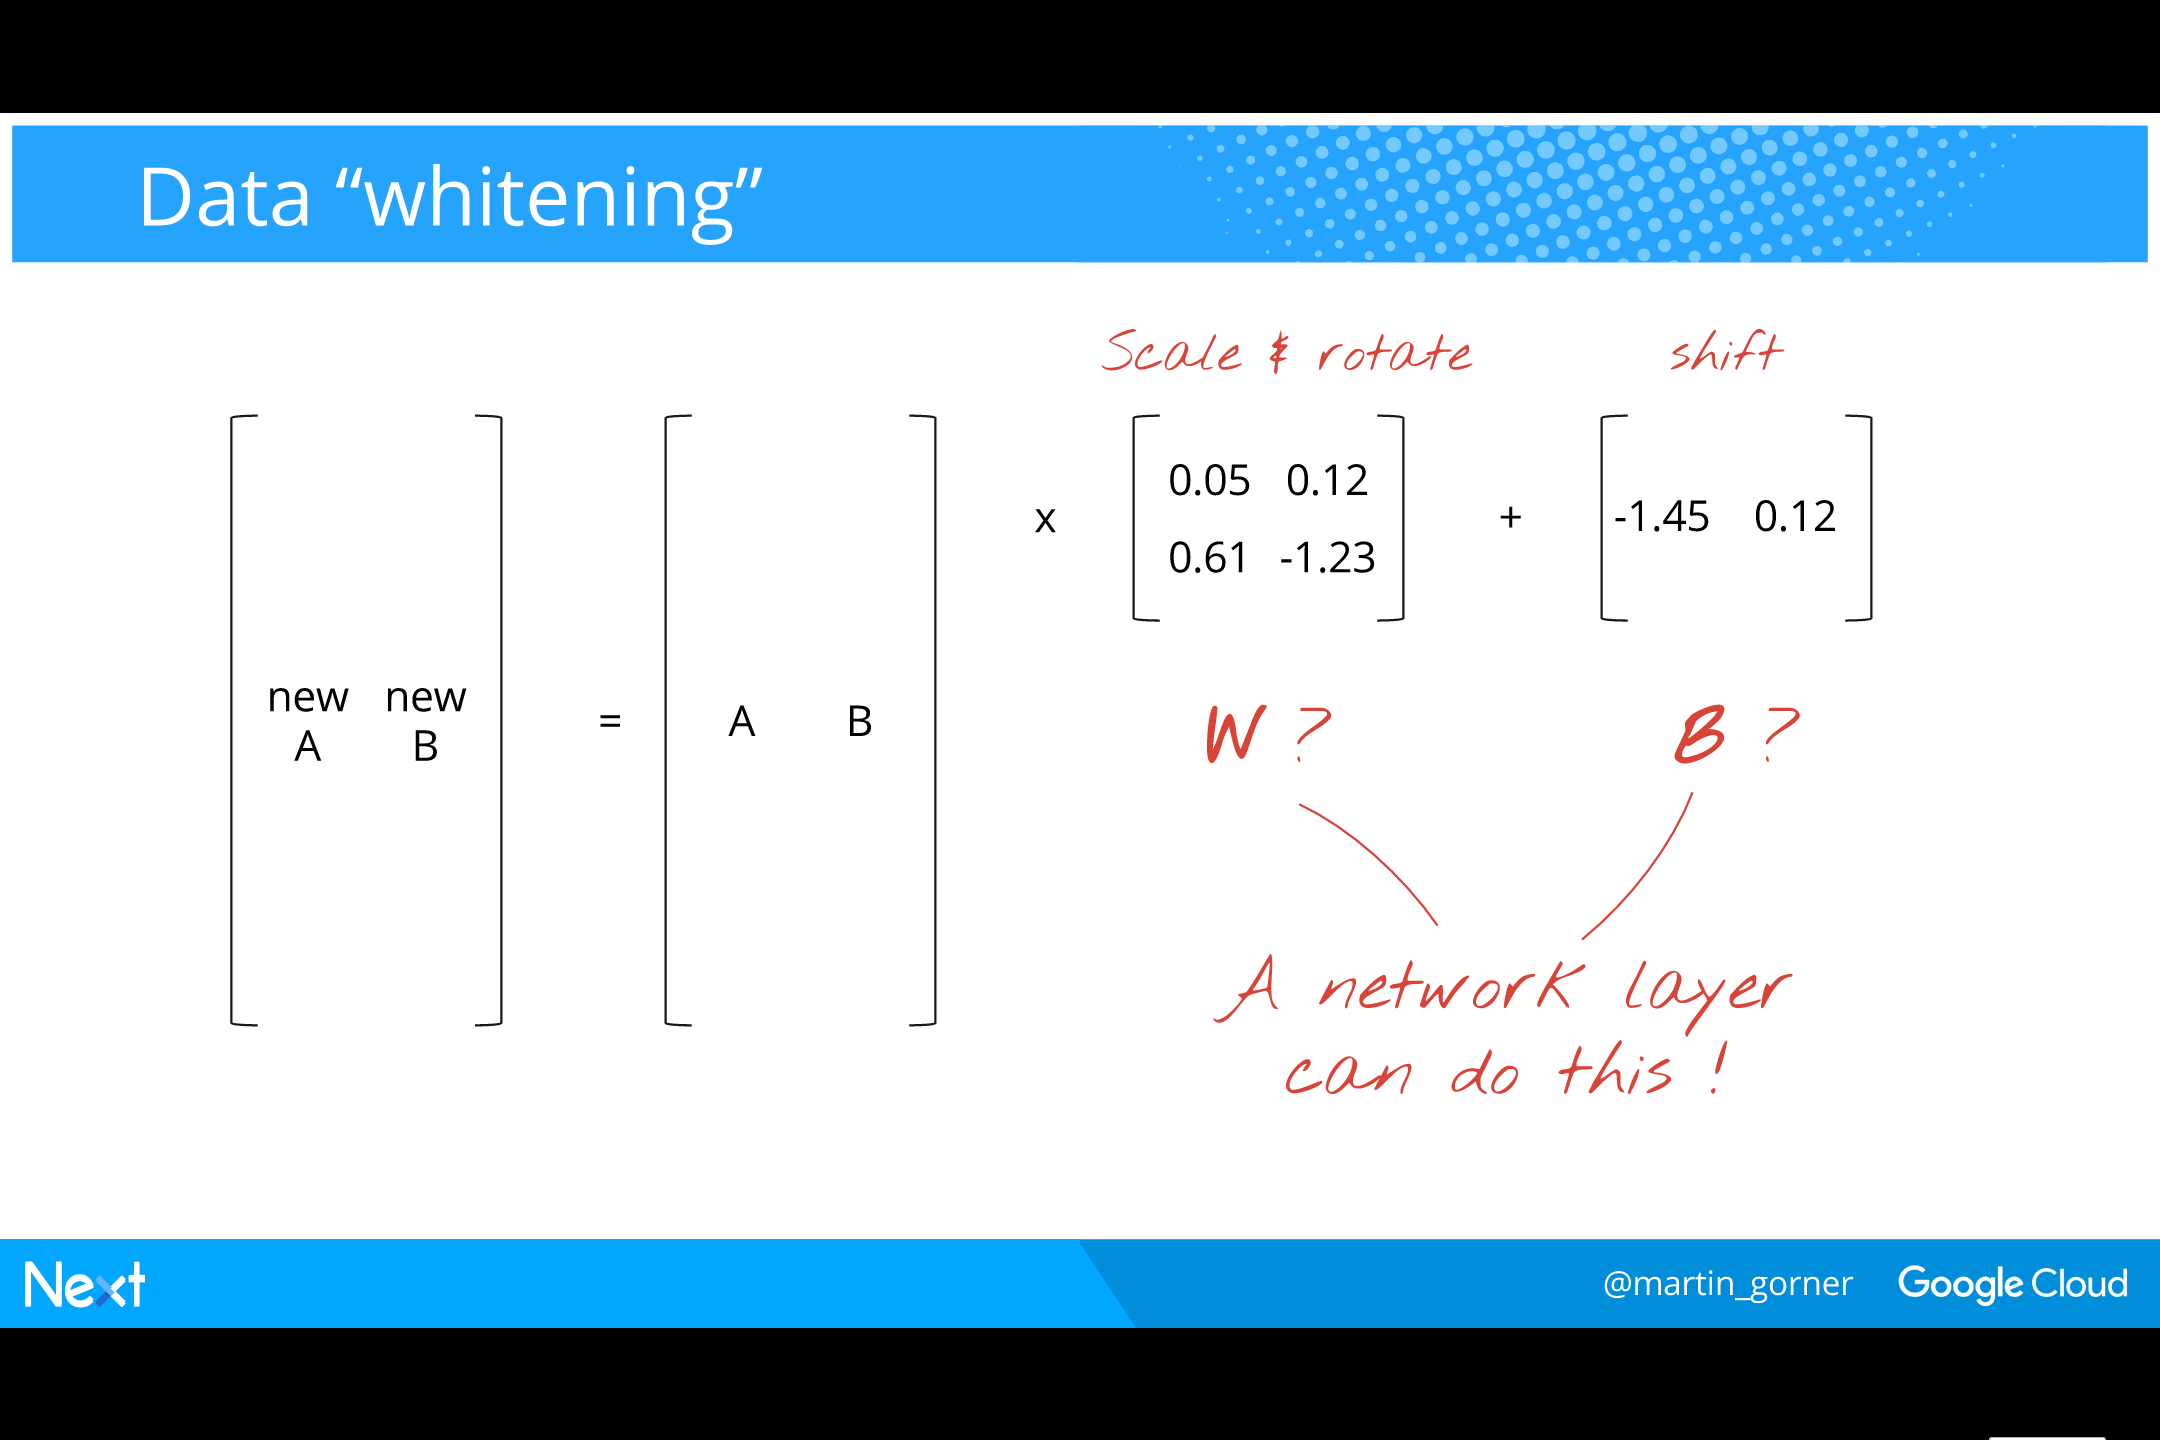 Data “whitening”
Scale & rotate shift
0.05 0.12
x + -1.45 0.12
0.61 -1.23
new new
A B
= A B
W ? B ?
A network layer
can do this !
Next @martin_gorner Google Cloud